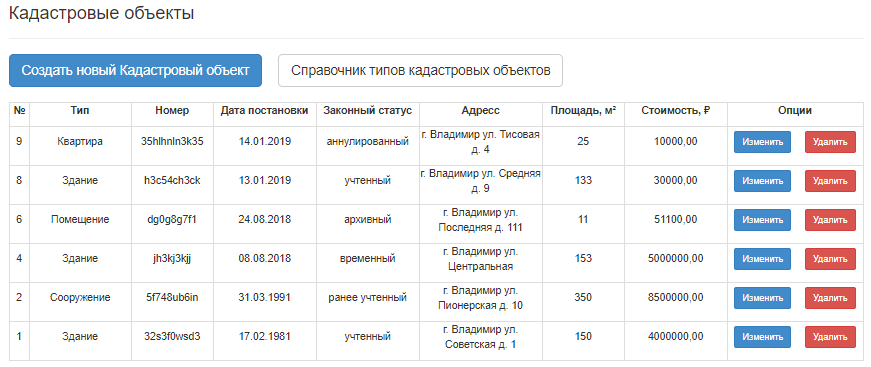 Кадастровые объекты
Создать новый Кадастровый объект Справочник типов кадастровых объектов
№ Тип Номер Дата постановки Законный статус Адресс Площадь, м² Стоимость, ₽ Опции
9 Квартира 35hlhnln3k35 14.01.2019 аннулированный г. Владимир ул. Тисовая д. 4 25 10000,00 Изменить Удалить
8 Здание h3c54ch3ck 13.01.2019 учтенный г. Владимир ул. Средняя д. 9 133 30000,00 Изменить Удалить
6 Помещение dg0g8g7f1 24.08.2018 архивный г. Владимир ул. Последняя д. 111 11 51100,00 Изменить Удалить
4 Здание jh3kj3kjj 08.08.2018 временный г. Владимир ул. Центральная 153 5000000,00 Изменить Удалить
2 Сооружение 5f748ub6in 31.03.1991 ранее учтенный г. Владимир ул. Пионерская д. 10 350 8500000,00 Изменить Удалить
1 Здание 32s3f0wsd3 17.02.1981 учтенный г. Владимир ул. Советская д. 1 150 4000000,00 Изменить Удалить